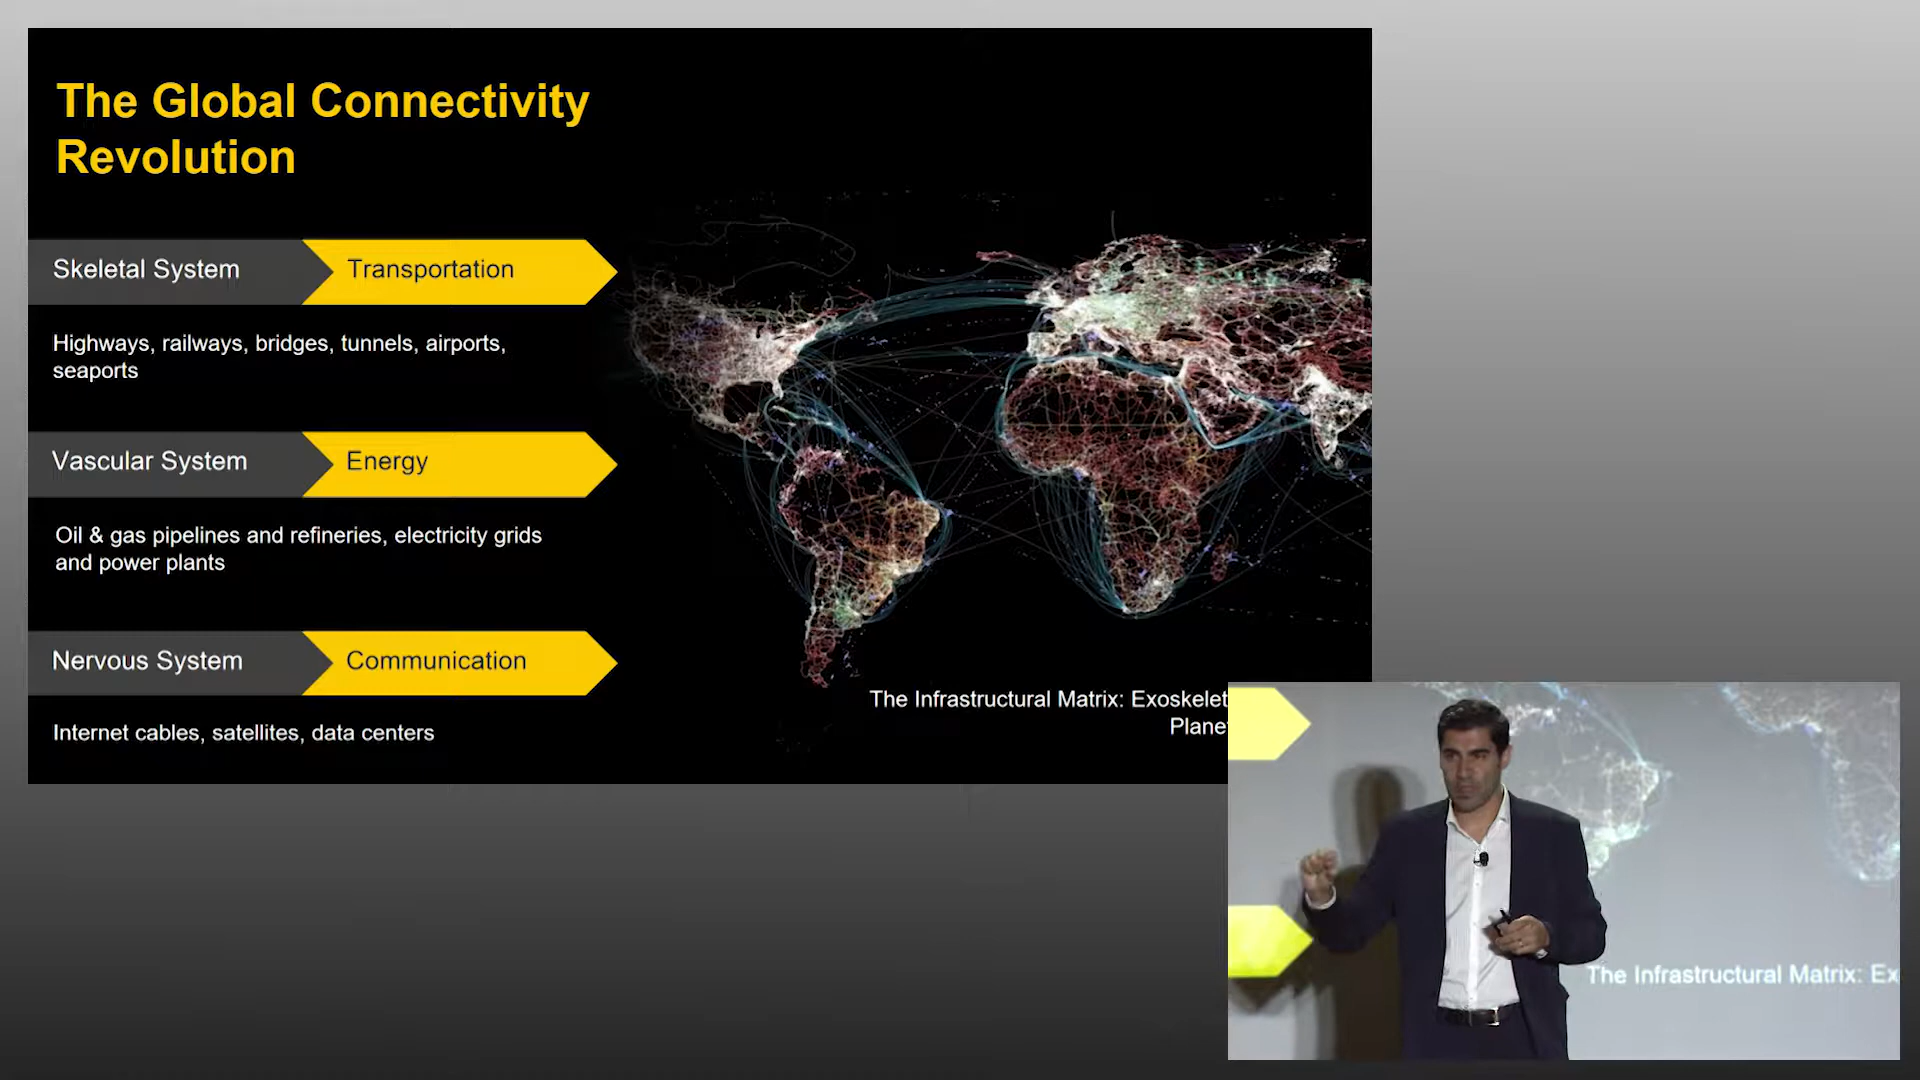 The Global Connectivity
Revolution
Skeletal System
Transportation
Highways, railways, bridges, tunnels, airports,
seaports
Vascular System
Energy
Oil & gas pipelines and refineries, electricity grids
and power plants
Nervous System
Communication
Internet cables, satellites, data centers
The Infrastructural Matrix: Exoskelet
Plane
The Infrastructural Matrix: Ex